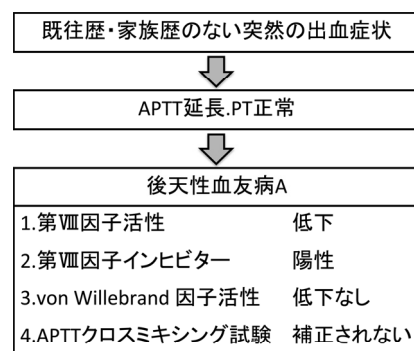 既往歴・家族歴のない突然の出血症状
APTT延長.PT正常
後天性血友病A
1.第Ⅷ因子活性 低下
2.第Ⅷ因子インヒビター 陽性
3.von Willebrand 因子活性 低下なし
4.APTTクロスミキシング試験 補正されない